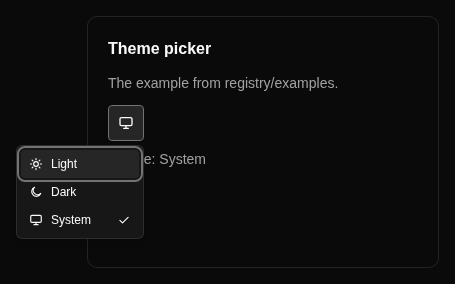 Theme picker
The example from registry/examples.
e: System
Light
Dark
System